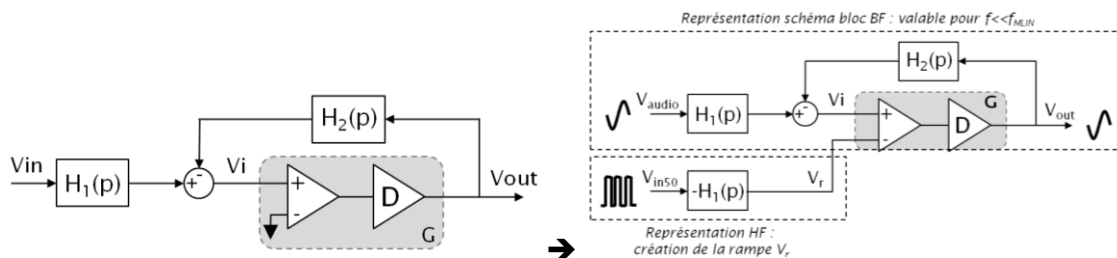 Représentation schéma bloc BF : valable pour f<<fMLIN
H2(p)
Vin
H1(p)
+
-
Vi
+
-
D
G
Vout
➔
H2(p)
Vaudio
H1(p)
+
-
Vi
+
-
D
G
Vout
Vin50
-H1(p)
Vr
Représentation HF :
création de la rampe Vr